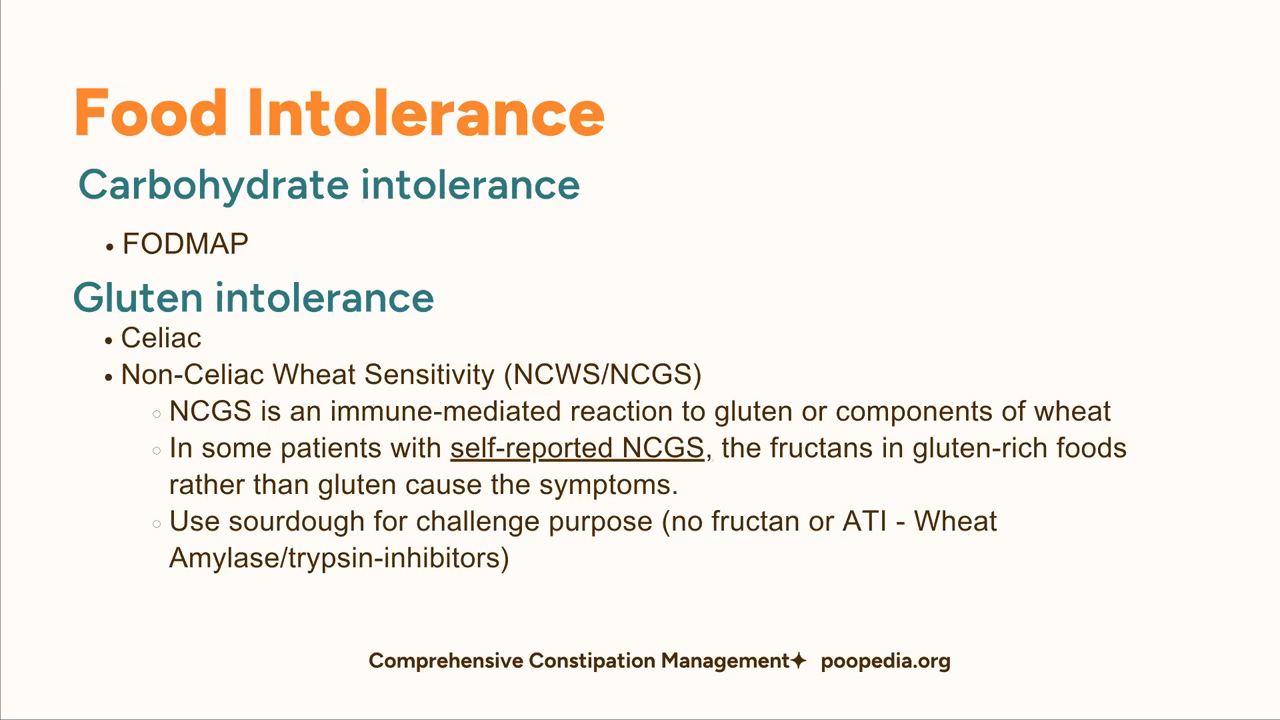 Food Intolerance
Carbohydrate intolerance
• FODMAP
Gluten intolerance
• Celiac
• Non-Celiac Wheat Sensitivity (NCWS/NCGS)
◦ NCGS is an immune-mediated reaction to gluten or components of wheat
◦ In some patients with self-reported NCGS, the fructans in gluten-rich foods
rather than gluten cause the symptoms.
◦ Use sourdough for challenge purpose (no fructan or ATI - Wheat
Amylase/trypsin-inhibitors)
Comprehensive Constipation Management✦ poopedia.org